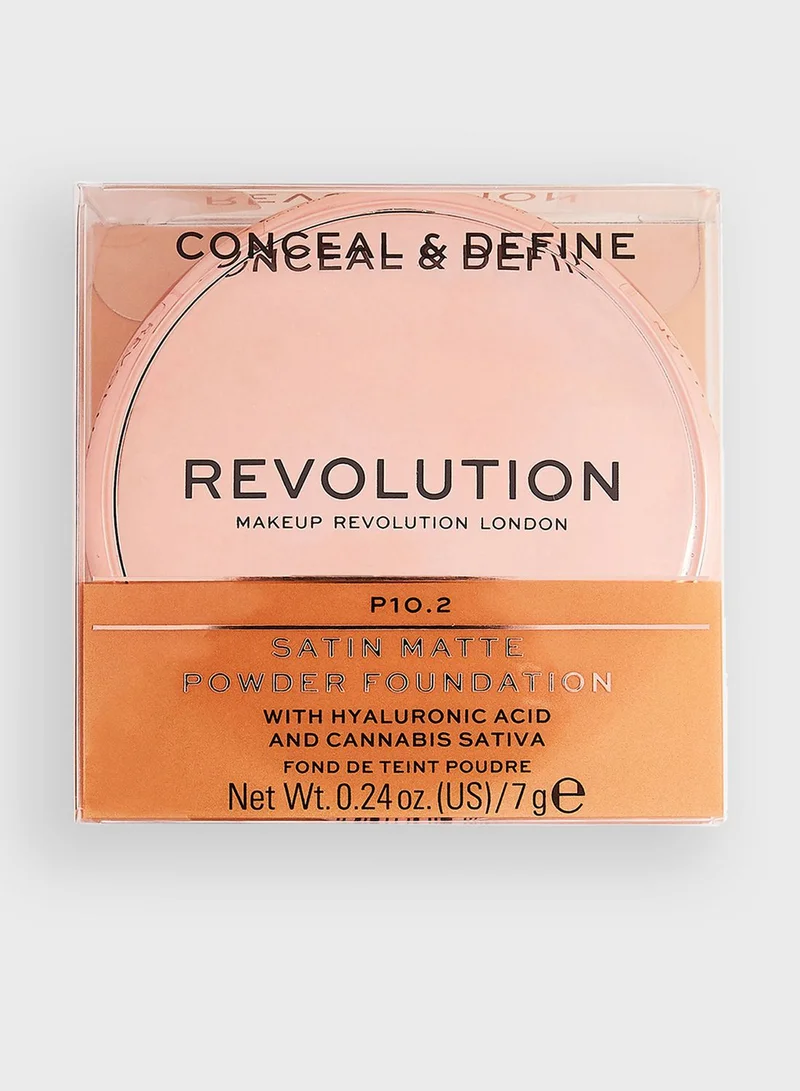 CONCEAL & DEFINE
REVOLUTION
MAKEUP REVOLUTION LONDON
P10.2
SATIN MATTE
POWDER FOUNDATION
WITH HYALURONIC ACID
AND CANNABIS SATIVA
FOND DE TEINT POUDRE
Net Wt. 0.24 oz. (US)/7 g e